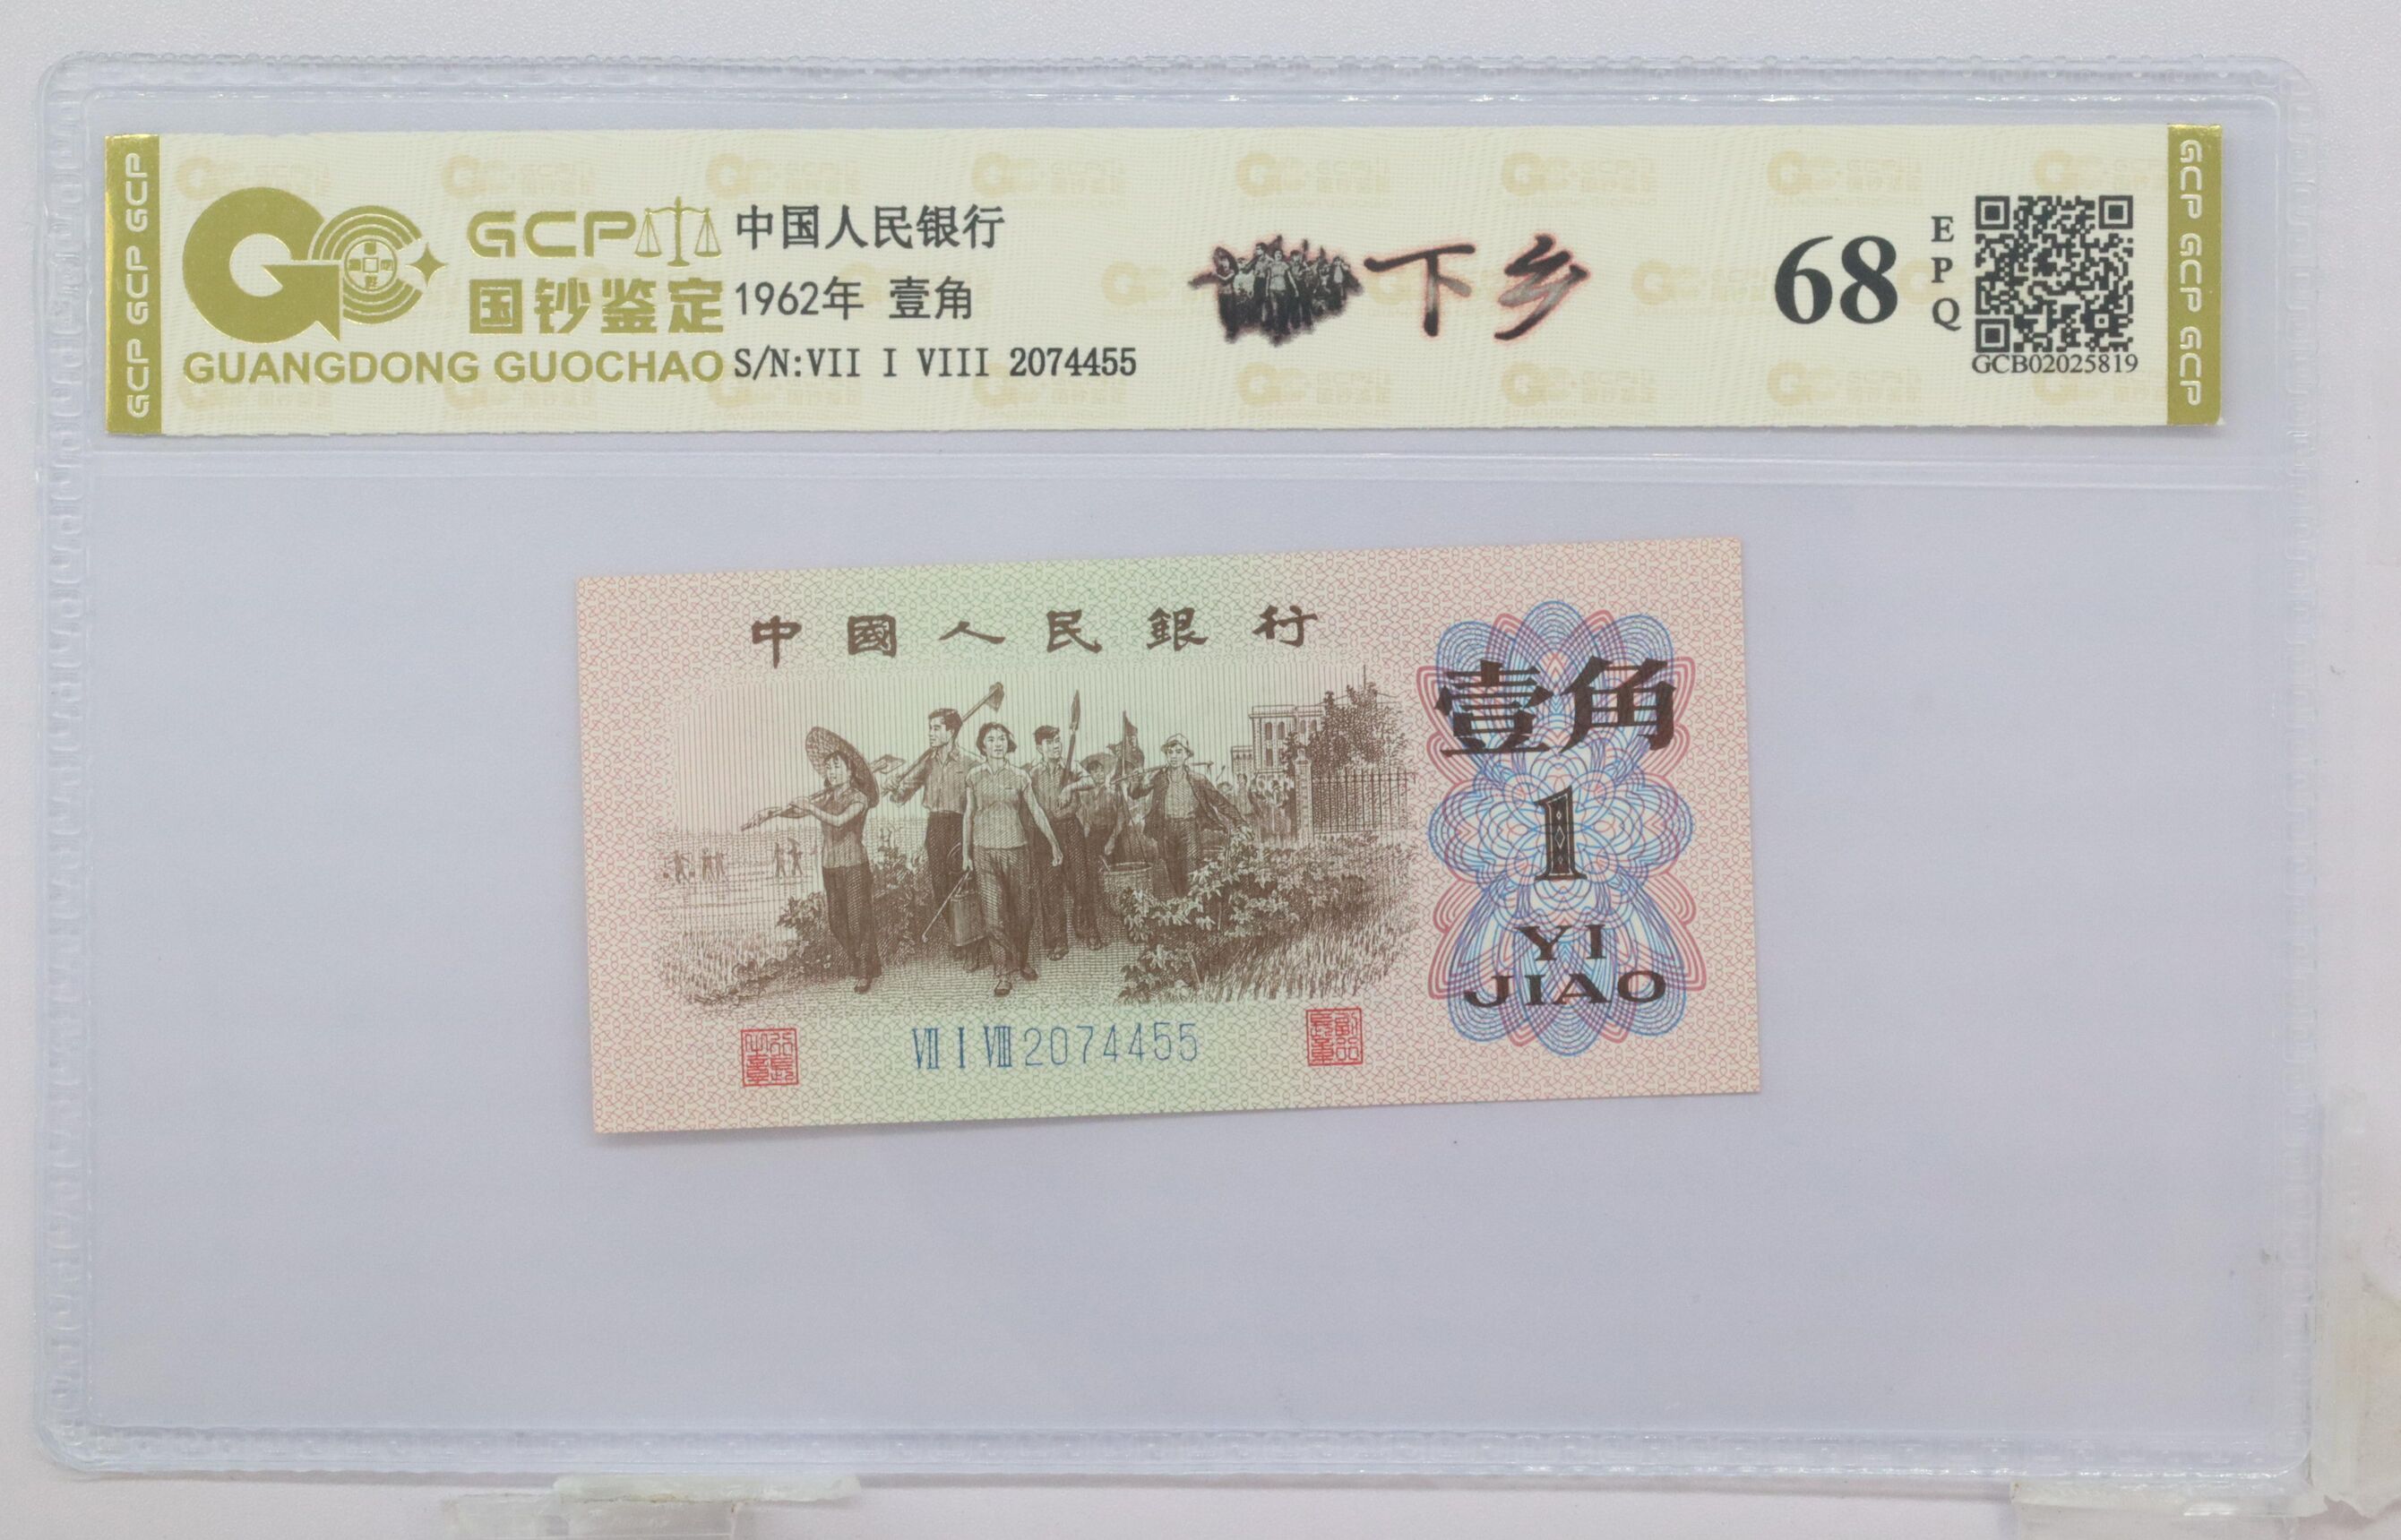 GCP GCP GCP
GCP
国钞鉴定
GUANGDONG GUOCHAO
中国人民银行
1962年 壹角
S/N:VII I VIII 2074455
下乡
68
EPQ
GCB02025819
GCP GCP GCP
中國人民銀行
壹角
1
YI
JIAO
VII I VIII 2074455